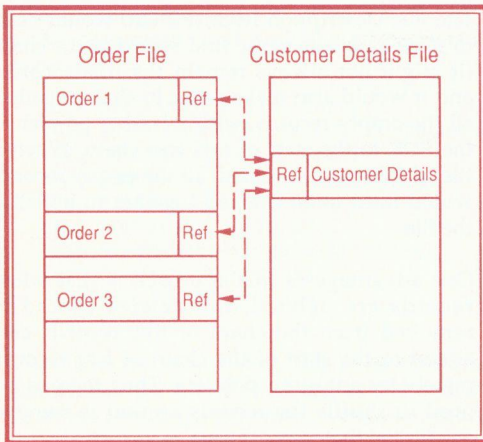 Order File
Customer Details File
Order 1
Ref
Ref
Customer Details
Order 2
Ref
Order 3
Ref